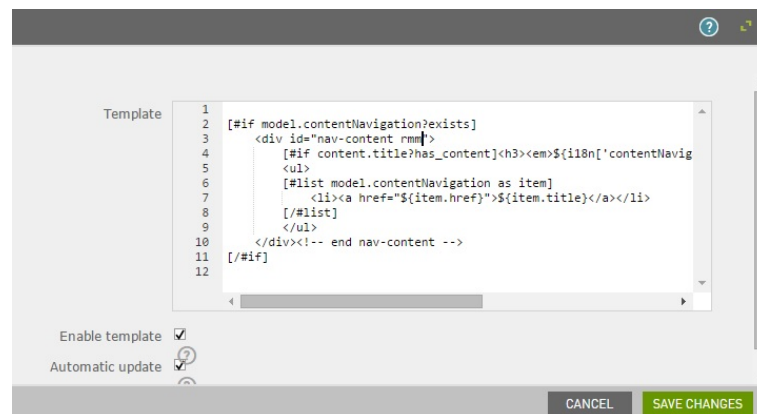 ?
Template
1
2 [#if model.contentNavigation?exists]
3 <div id="nav-content rmm">
4 [#if content.title?has_content]<h3><em>${i18n['contentNavig
5 <ul>
6 [#list model.contentNavigation as item]
7 <li><a href="${item.href}">${item.title}</a></li>
8 [/#list]
9 </ul>
10 </div><!-- end nav-content -->
11 [/#if]
12
Enable template
?
Automatic update
CANCEL SAVE CHANGES